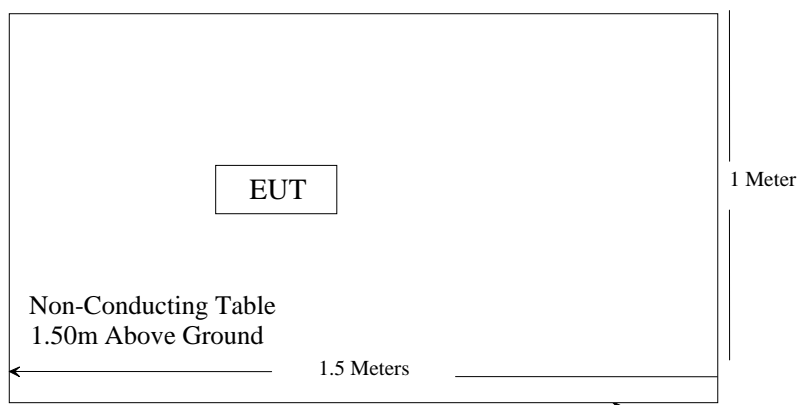 EUT
1 Meter
Non-Conducting Table
1.50m Above Ground
1.5 Meters